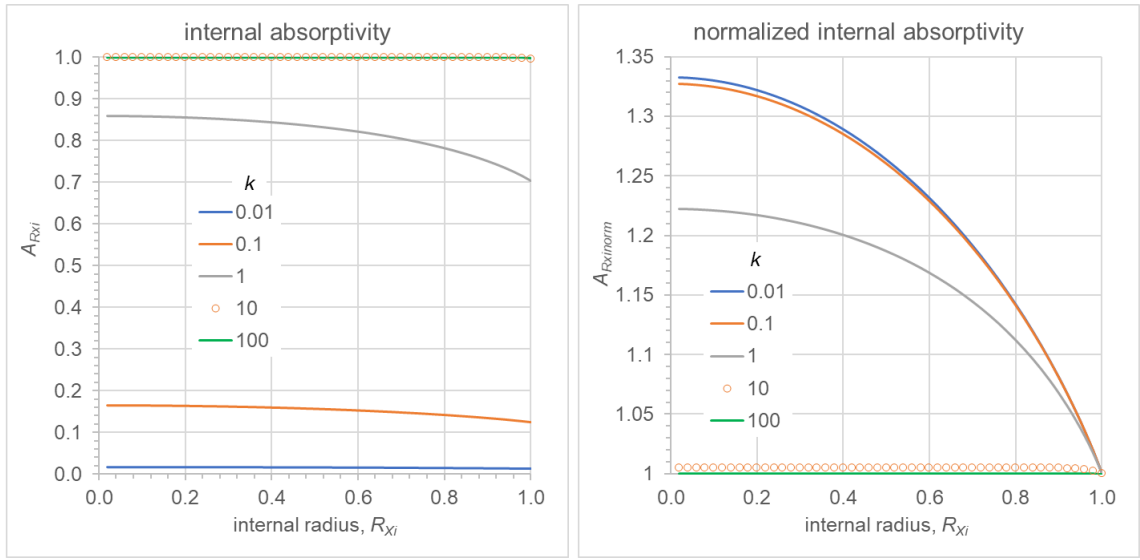 internal absorptivity
1.0
0.9
0.8
0.7
0.6
0.5
0.4
0.3
0.2
0.1
0.0
A_Rxi
k
0.01
0.1
1
10
100
0.0 0.2 0.4 0.6 0.8 1.0
internal radius, R_Xi
normalized internal absorptivity
1.35
1.3
1.25
1.2
1.15
1.1
1.05
1
A_Rxinorm
k
0.01
0.1
1
10
100
0.0 0.2 0.4 0.6 0.8 1.0
internal radius, R_Xi